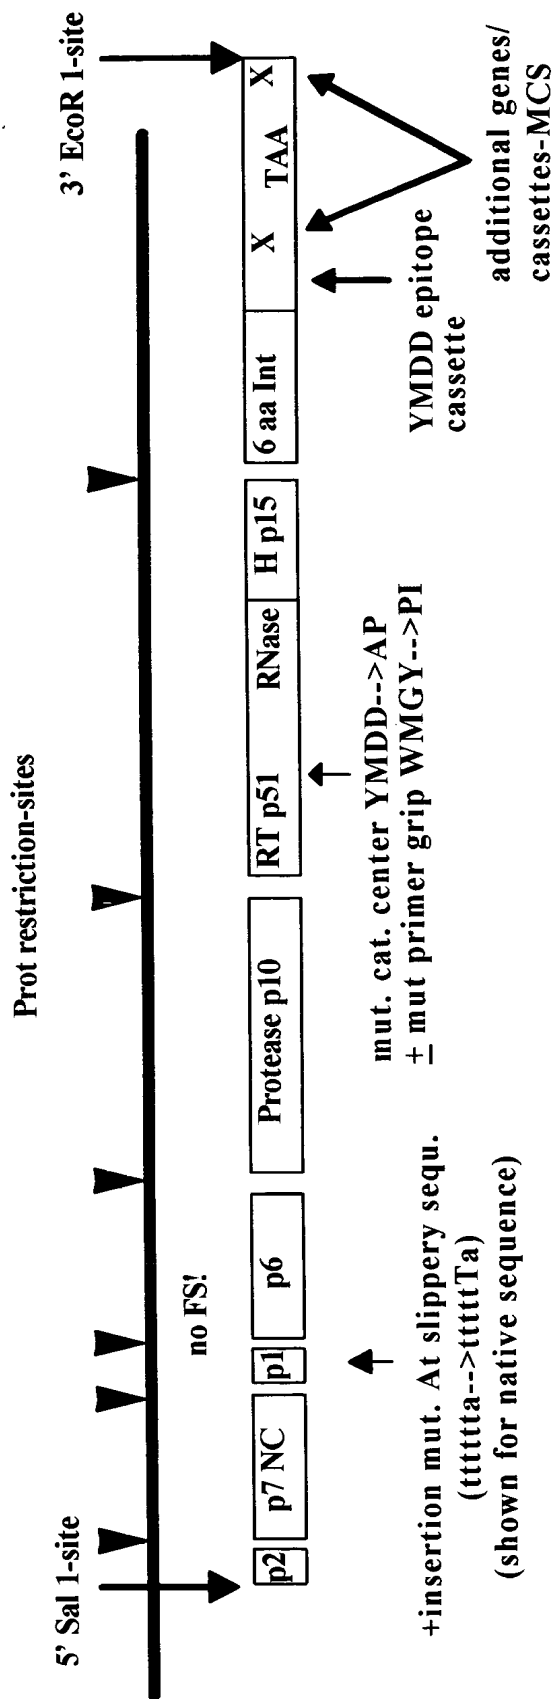 Prot restriction-sites
5' Sal 1-site
3' EcoR 1-site
no FS!
p2
p7 NC
p1
p6
Protease p10
RT p51
RNase
H p15
6 aa Int
X
TAA
X
+insertion mut. At slippery sequ.
(ttttttta-->tttttTa)
(shown for native sequence)
mut. cat. center YMDD-->AP
± mut primer grip WMGY-->PI
YMDD epitope
cassette
additional genes/
cassettes-MCS